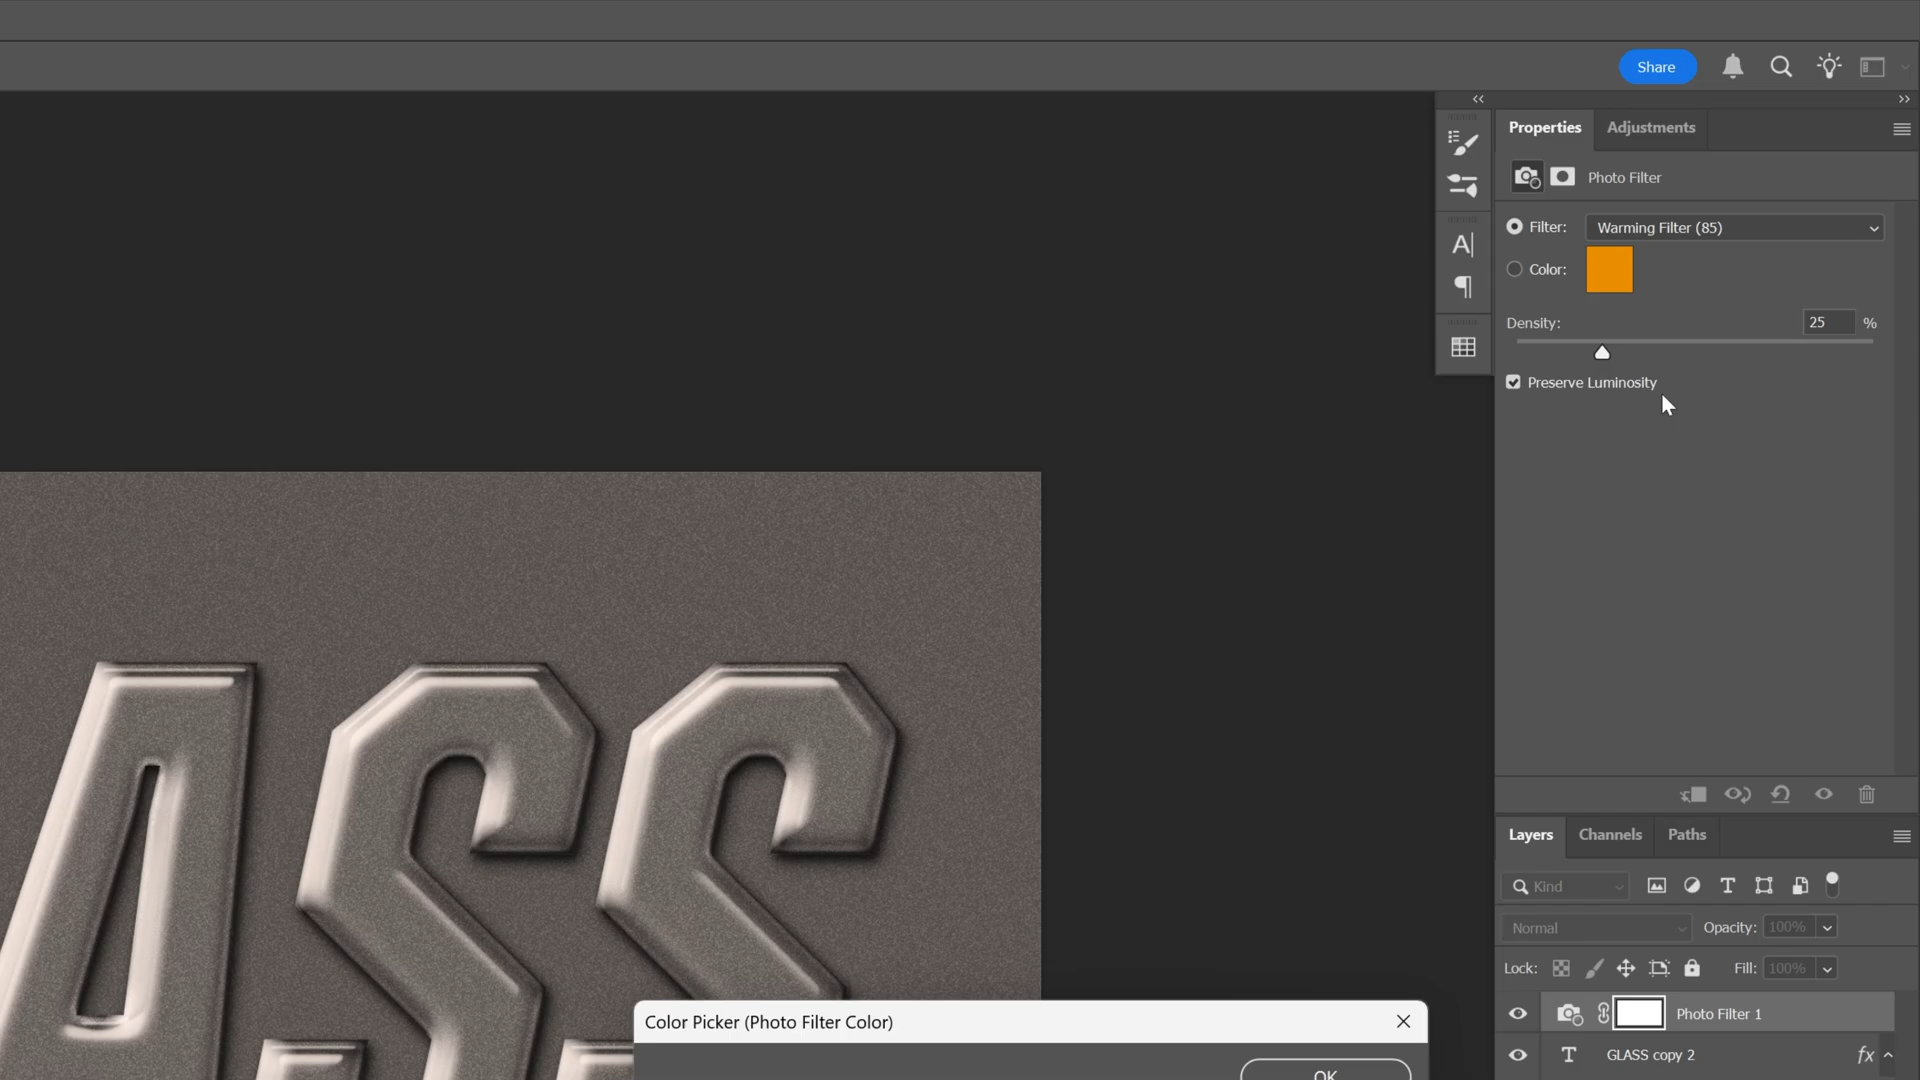 Share
Properties
Adjustments
Photo Filter
Filter:
Warming Filter (85)
Color:
Density:
25
%
Preserve Luminosity
ASS
Color Picker (Photo Filter Color)
OK
Layers
Channels
Paths
Kind
Normal
Opacity:
100%
Lock:
Fill:
100%
Photo Filter 1
GLASS copy 2
fx